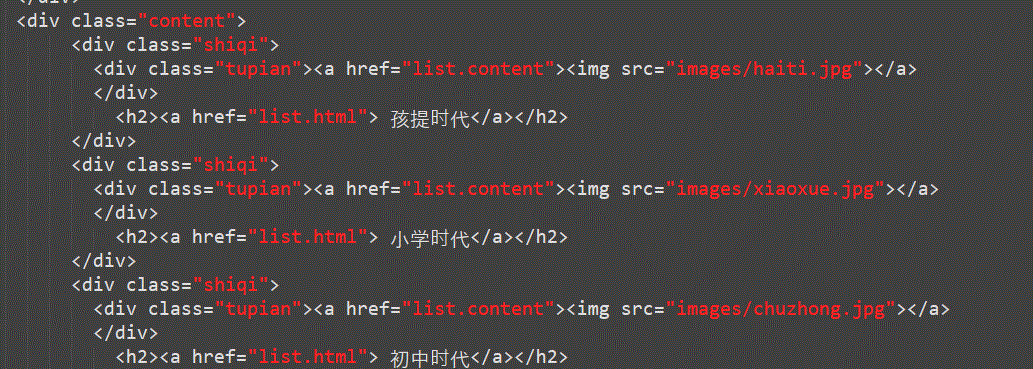 </div>
<div class="content">
<div class="shiqi">
<div class="tupian"><a href="list.content"><img src="images/haiti.jpg"></a>
</div>
<h2><a href="list.html"> 孩提时代</a></h2>
</div>
<div class="shiqi">
<div class="tupian"><a href="list.content"><img src="images/xiaoxue.jpg"></a>
</div>
<h2><a href="list.html"> 小学时代</a></h2>
</div>
<div class="shiqi">
<div class="tupian"><a href="list.content"><img src="images/chuzhong.jpg"></a>
</div>
<h2><a href="list.html"> 初中时代</a></h2>